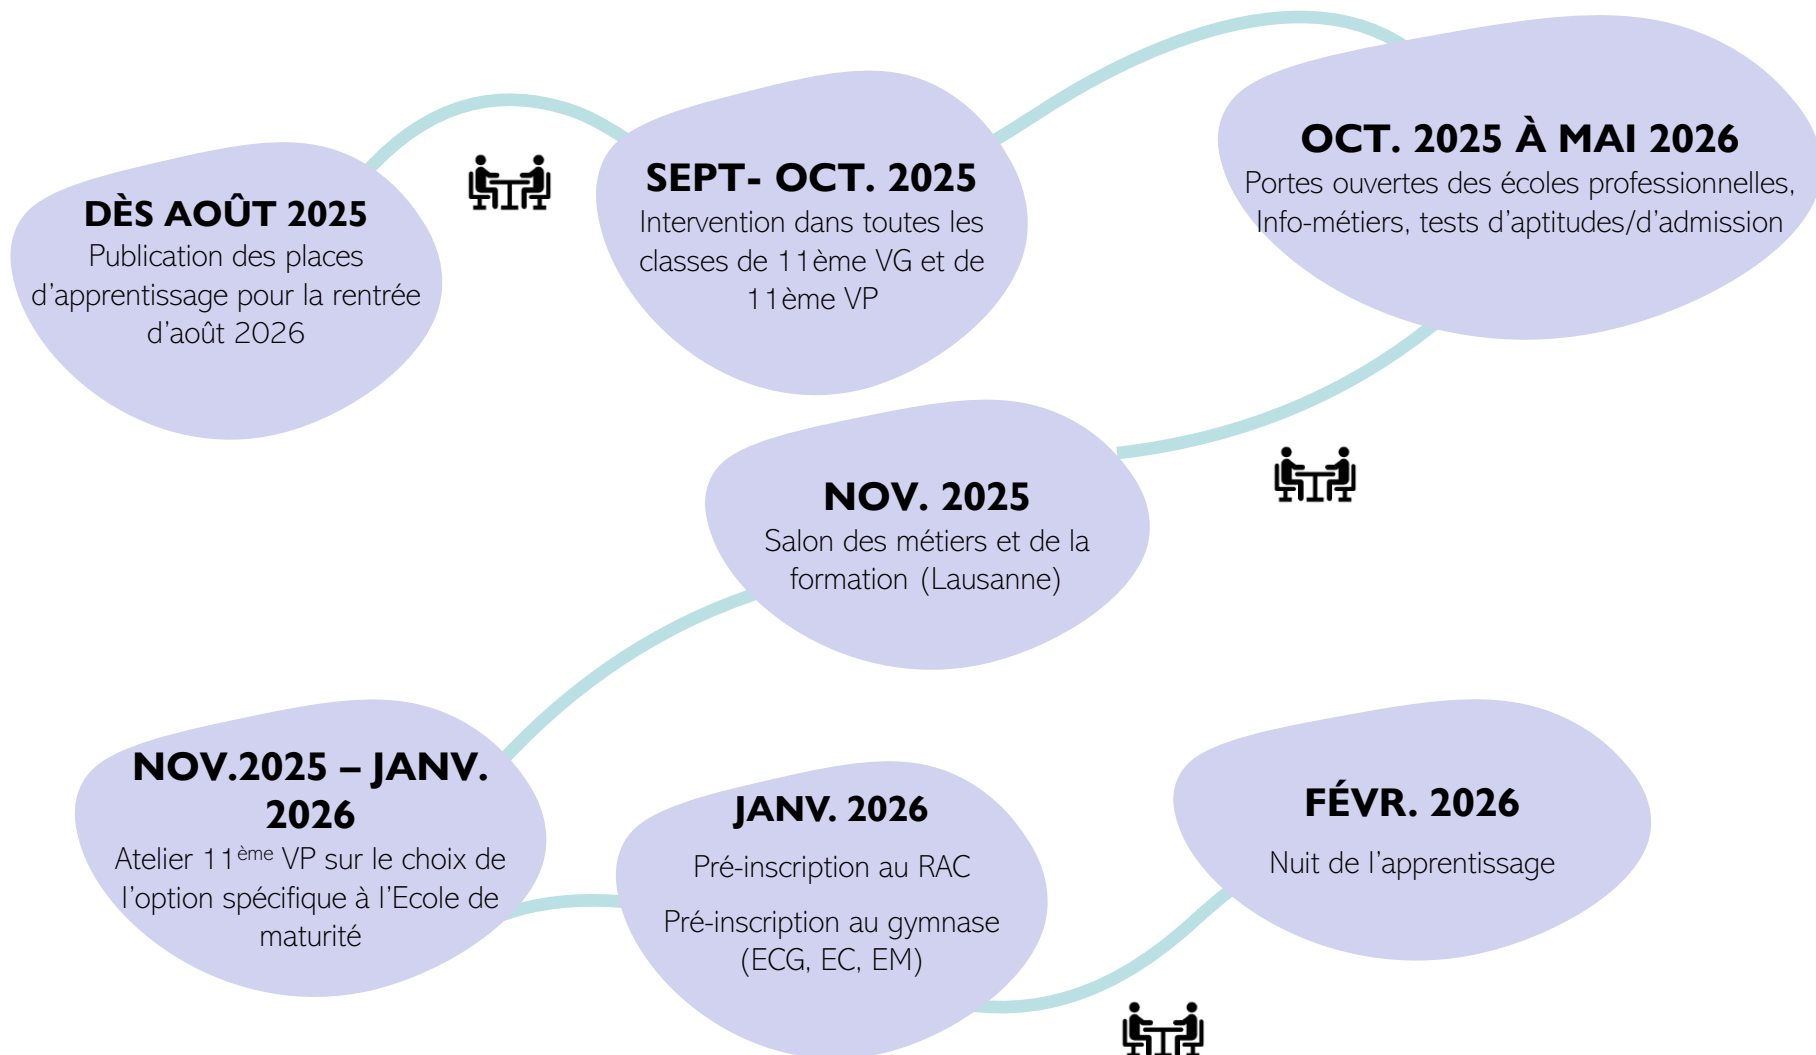 DÈS AOÛT 2025
Publication des places
d'apprentissage pour la rentrée
d'août 2026
SEPT- OCT. 2025
Intervention dans toutes les
classes de 11ème VG et de
11ème VP
OCT. 2025 À MAI 2026
Portes ouvertes des écoles professionnelles,
Info-métiers, tests d'aptitudes/d'admission
NOV. 2025
Salon des métiers et de la
formation (Lausanne)
NOV.2025 – JANV.
2026
Atelier 11ème VP sur le choix de
l'option spécifique à l'Ecole de
maturité
JANV. 2026
Pré-inscription au RAC
Pré-inscription au gymnase
(ECG, EC, EM)
FÉVR. 2026
Nuit de l'apprentissage